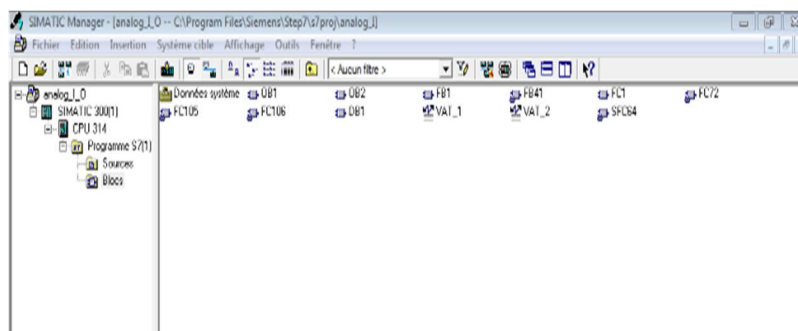 SIMATIC Manager - [analog_I_O -- C:\Program Files\Siemens\Step7\s7proj\analog_I]
Fichier Edition Insertion Système cible Affichage Outils Fenêtre ?
< Aucun filtre >
analog_I_O
SIMATIC 300(1)
CPU 314
Programme S7(1)
Sources
Blocs
Données système OB1 OB2 FB1 FB41 FC1 FC72
FC105 FC106 DB1 VAT_1 VAT_2 SFC64